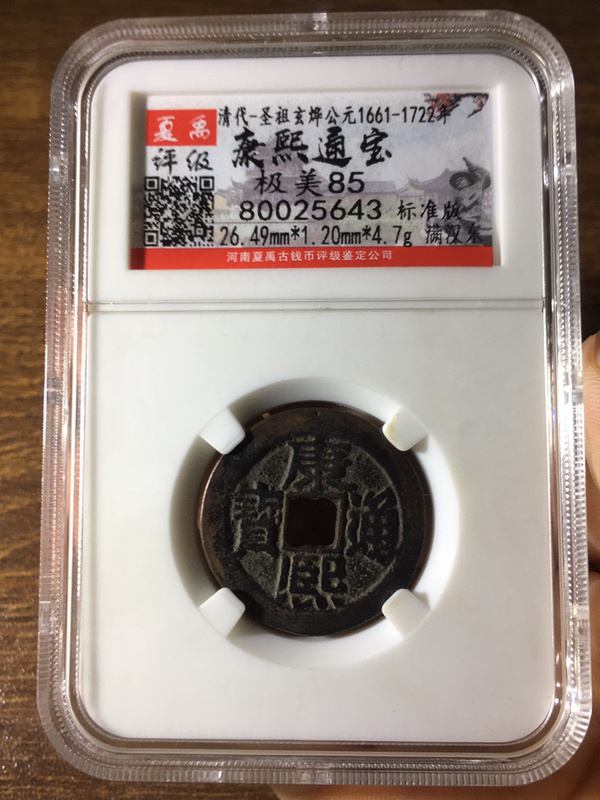 夏禹
评级
清代-圣祖玄烨公元1661-1722年
康熙通宝
极美85
80025643 标准版
26.49mm*1.20mm*4.7g 满汉东
河南夏禹古钱币评级鉴定公司
康熙通寳